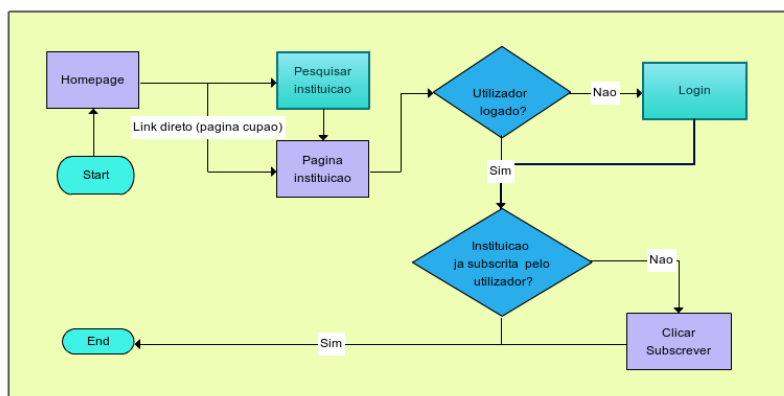 Homepage
Pesquisar
instituicao
Utilizador
logado?
Nao
Login
Link direto (pagina cupao)
Start
Pagina
instituicao
Sim
Instituicao
ja subscrita pelo
utilizador?
Nao
Clicar
Subscrever
Sim
End